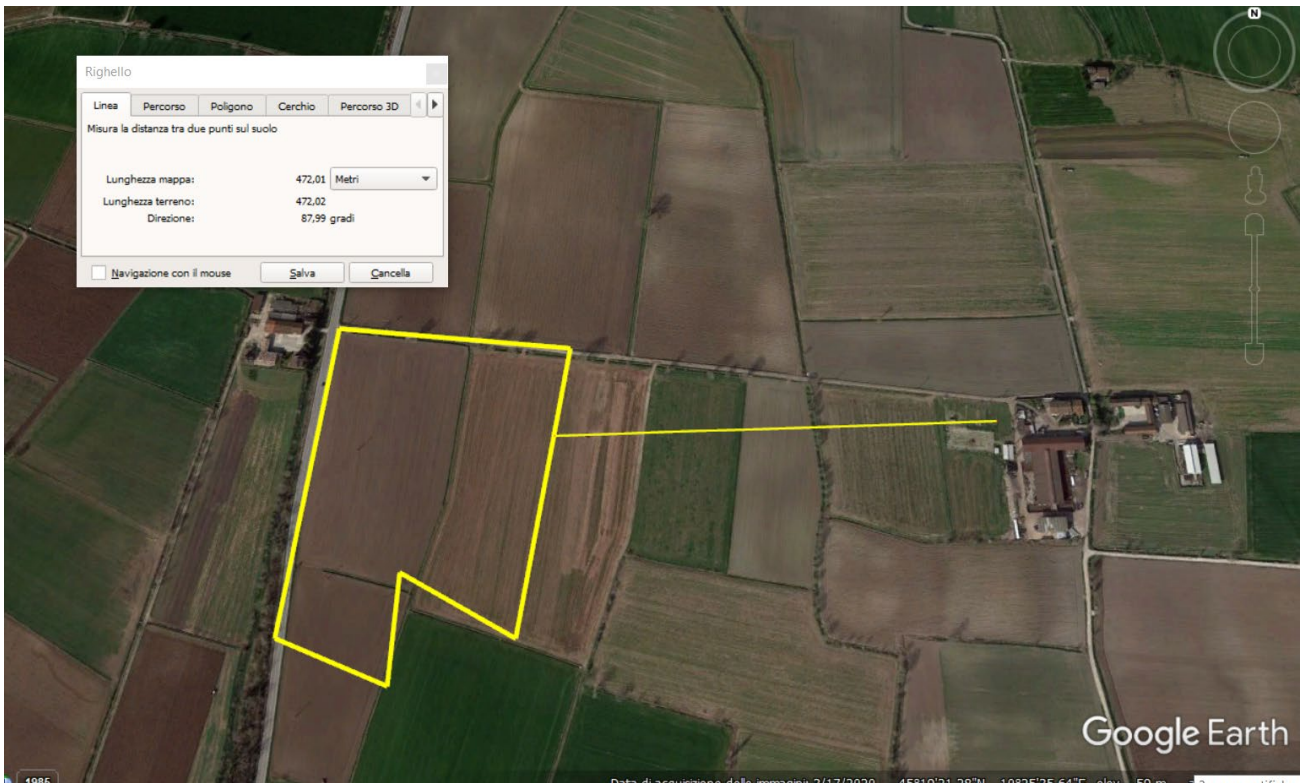 N
Righello
Linea Percorso Poligono Cerchio Percorso 3D
Misura la distanza tra due punti sul suolo
Lunghezza mappa: 472,01 Metri
Lunghezza terreno: 472,02
Direzione: 87,99 gradi
Navigazione con il mouse Salva Cancella
Google Earth
1985